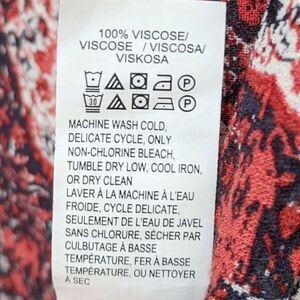 100% VISCOSE/
VISCOSE / VISCOSA/
VISKOSA
P
30 P
MACHINE WASH COLD,
DELICATE CYCLE, ONLY
NON-CHLORINE BLEACH,
TUMBLE DRY LOW, COOL IRON,
OR DRY CLEAN
LAVER À LA MACHINE À L'EAU
FROIDE, CYCLE DELICATE,
SEULEMENT DE L'EAU DE JAVEL
SANS CHLORURE, SÉCHER PAR
CULBUTAGE À BASSE
TEMPÉRATURE, FER À BASSE
TEMPÉRATURE, OU NETTOYER
À SEC